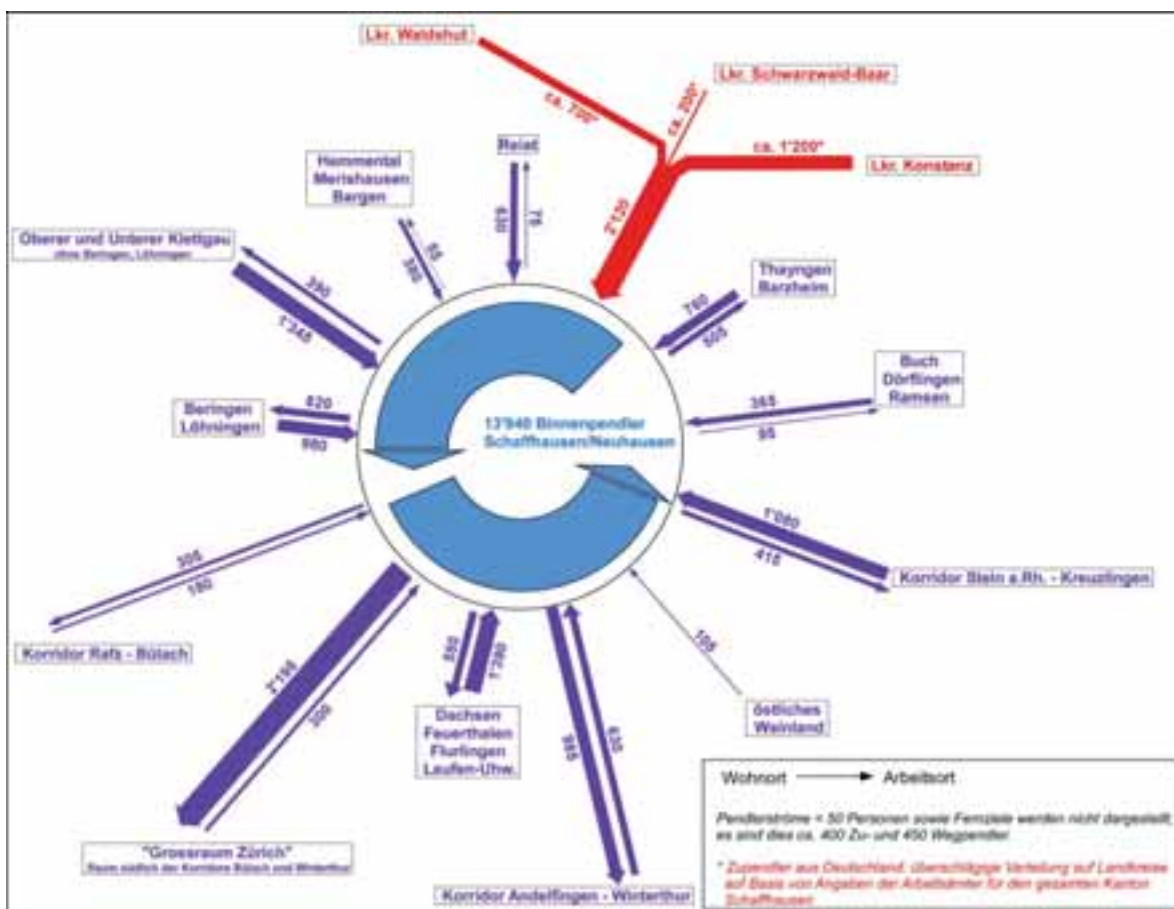 Lkr. Waldshut
Lkr. Schwarzwald-Baar
ca. 700*
ca. 200*
ca. 1'200*
Lkr. Konstanz
2'120
Reiat
630
75
Hemmental
Merishausen
Bargen
55
380
Oberer und Unterer Klettgau
ohne Beringen, Löhningen
390
1'345
Thayngen
Barzheim
760
505
Buch
Dörflingen
Ramsen
365
95
Beringen
Löhningen
620
980
13'940 Binnenpendler
Schaffhausen/Neuhausen
1'080
415
Korridor Stein a.Rh. - Kreuzlingen
305
180
Korridor Rafz - Bülach
105
östliches
Weinland
2'195
300
"Grossraum Zürich"
Raum südlich der Korridore Bülach und Winterthur
550
Dachsen
Feuerthalen
Flurlingen
Laufen-Uhw.
985
630
Korridor Andelfingen - Winterthur
Wohnort Arbeitsort
Pendlerströme < 50 Personen sowie Fernziele werden nicht dargestellt,
es sind dies ca. 400 Zu- und 450 Wegpendler.
* Zupendler aus Deutschland: überschlägige Verteilung auf Landkreise
auf Basis von Angaben der Arbeitsämter für den gesamten Kanton
Schaffhausen